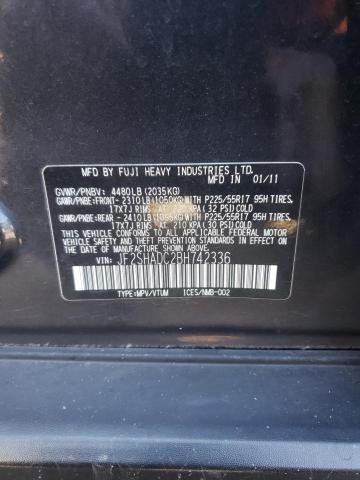 MFD BY FUJI HEAVY INDUSTRIES LTD.
MFD IN 01/11
GVWR/PNBV: 4480LB(2035KG)
GAWR/PNBE:FRONT- 2310LB(1050KG)WITH P225/55R17 95H TIRES,
17X7J RIMS AT 220 KPA( 32 PSI)COLD
GAWR/PNBE:REAR - 2410LB(1095KG)WITH P225/55R17 95H TIRES,
17X7J RIMS AT 210 KPA( 30 PSI)COLD
THIS VEHICLE CONFORMS TO ALL APPLICABLE
FEDERAL MOTOR VEHICLE SAFETY, BUMPER, AND
THEFT PREVENTION STANDARDS IN EFFECT ON
THE DATE OF MANUFACTURE SHOWN ABOVE.
VIN: JF2SHADC2BH742336
TYPE:MPV/VTUM ICES/NMB-002